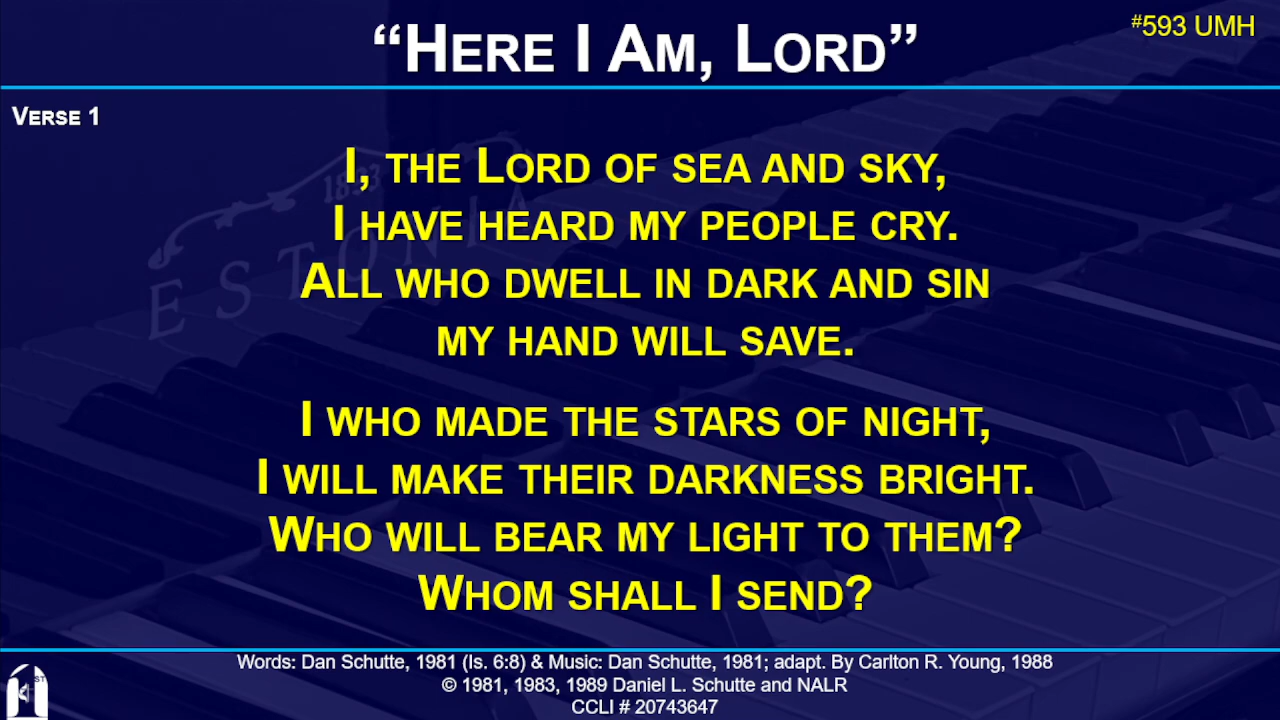 “Here I Am, Lord”
#593 UMH
Verse 1
I, the Lord of sea and sky,
I have heard my people cry.
All who dwell in dark and sin
my hand will save.
I who made the stars of night,
I will make their darkness bright.
Who will bear my light to them?
Whom shall I send?
1893
ESTONIA
Words: Dan Schutte, 1981 (Is. 6:8) & Music: Dan Schutte, 1981; adapt. By Carlton R. Young, 1988
© 1981, 1983, 1989 Daniel L. Schutte and NALR
CCLI # 20743647
ST